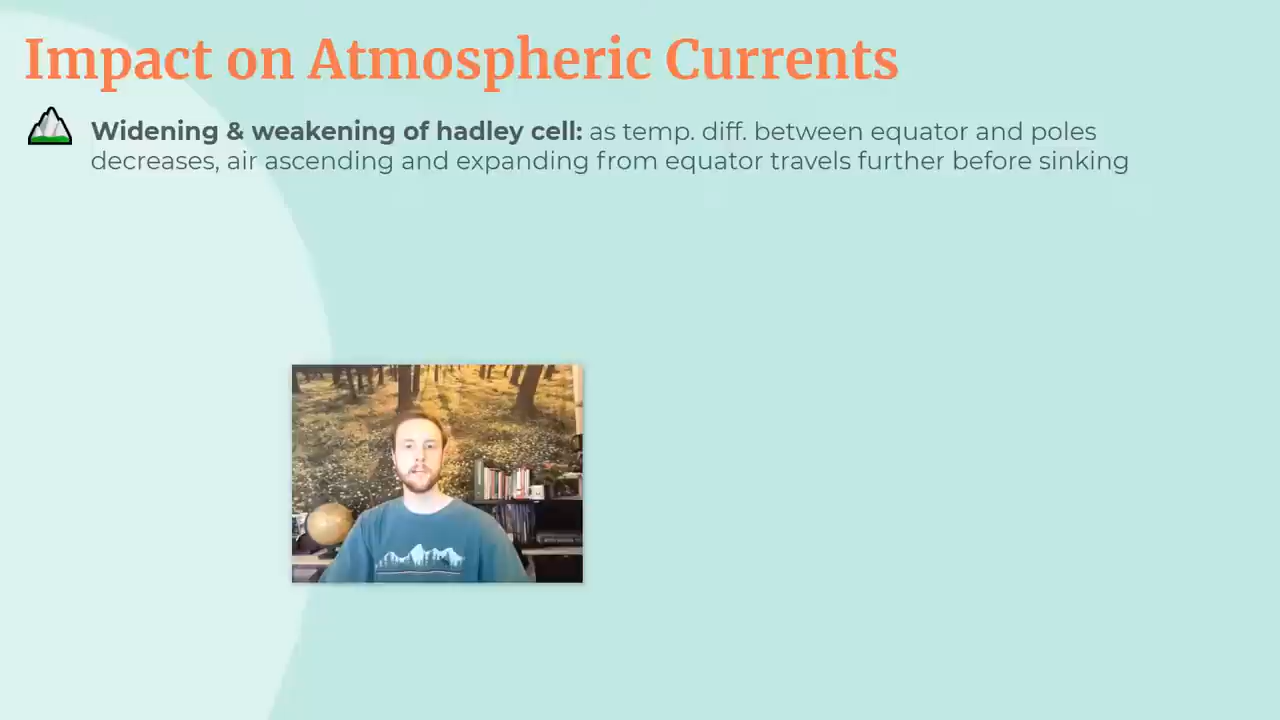 Impact on Atmospheric Currents
Widening & weakening of hadley cell: as temp. diff. between equator and poles
decreases, air ascending and expanding from equator travels further before sinking